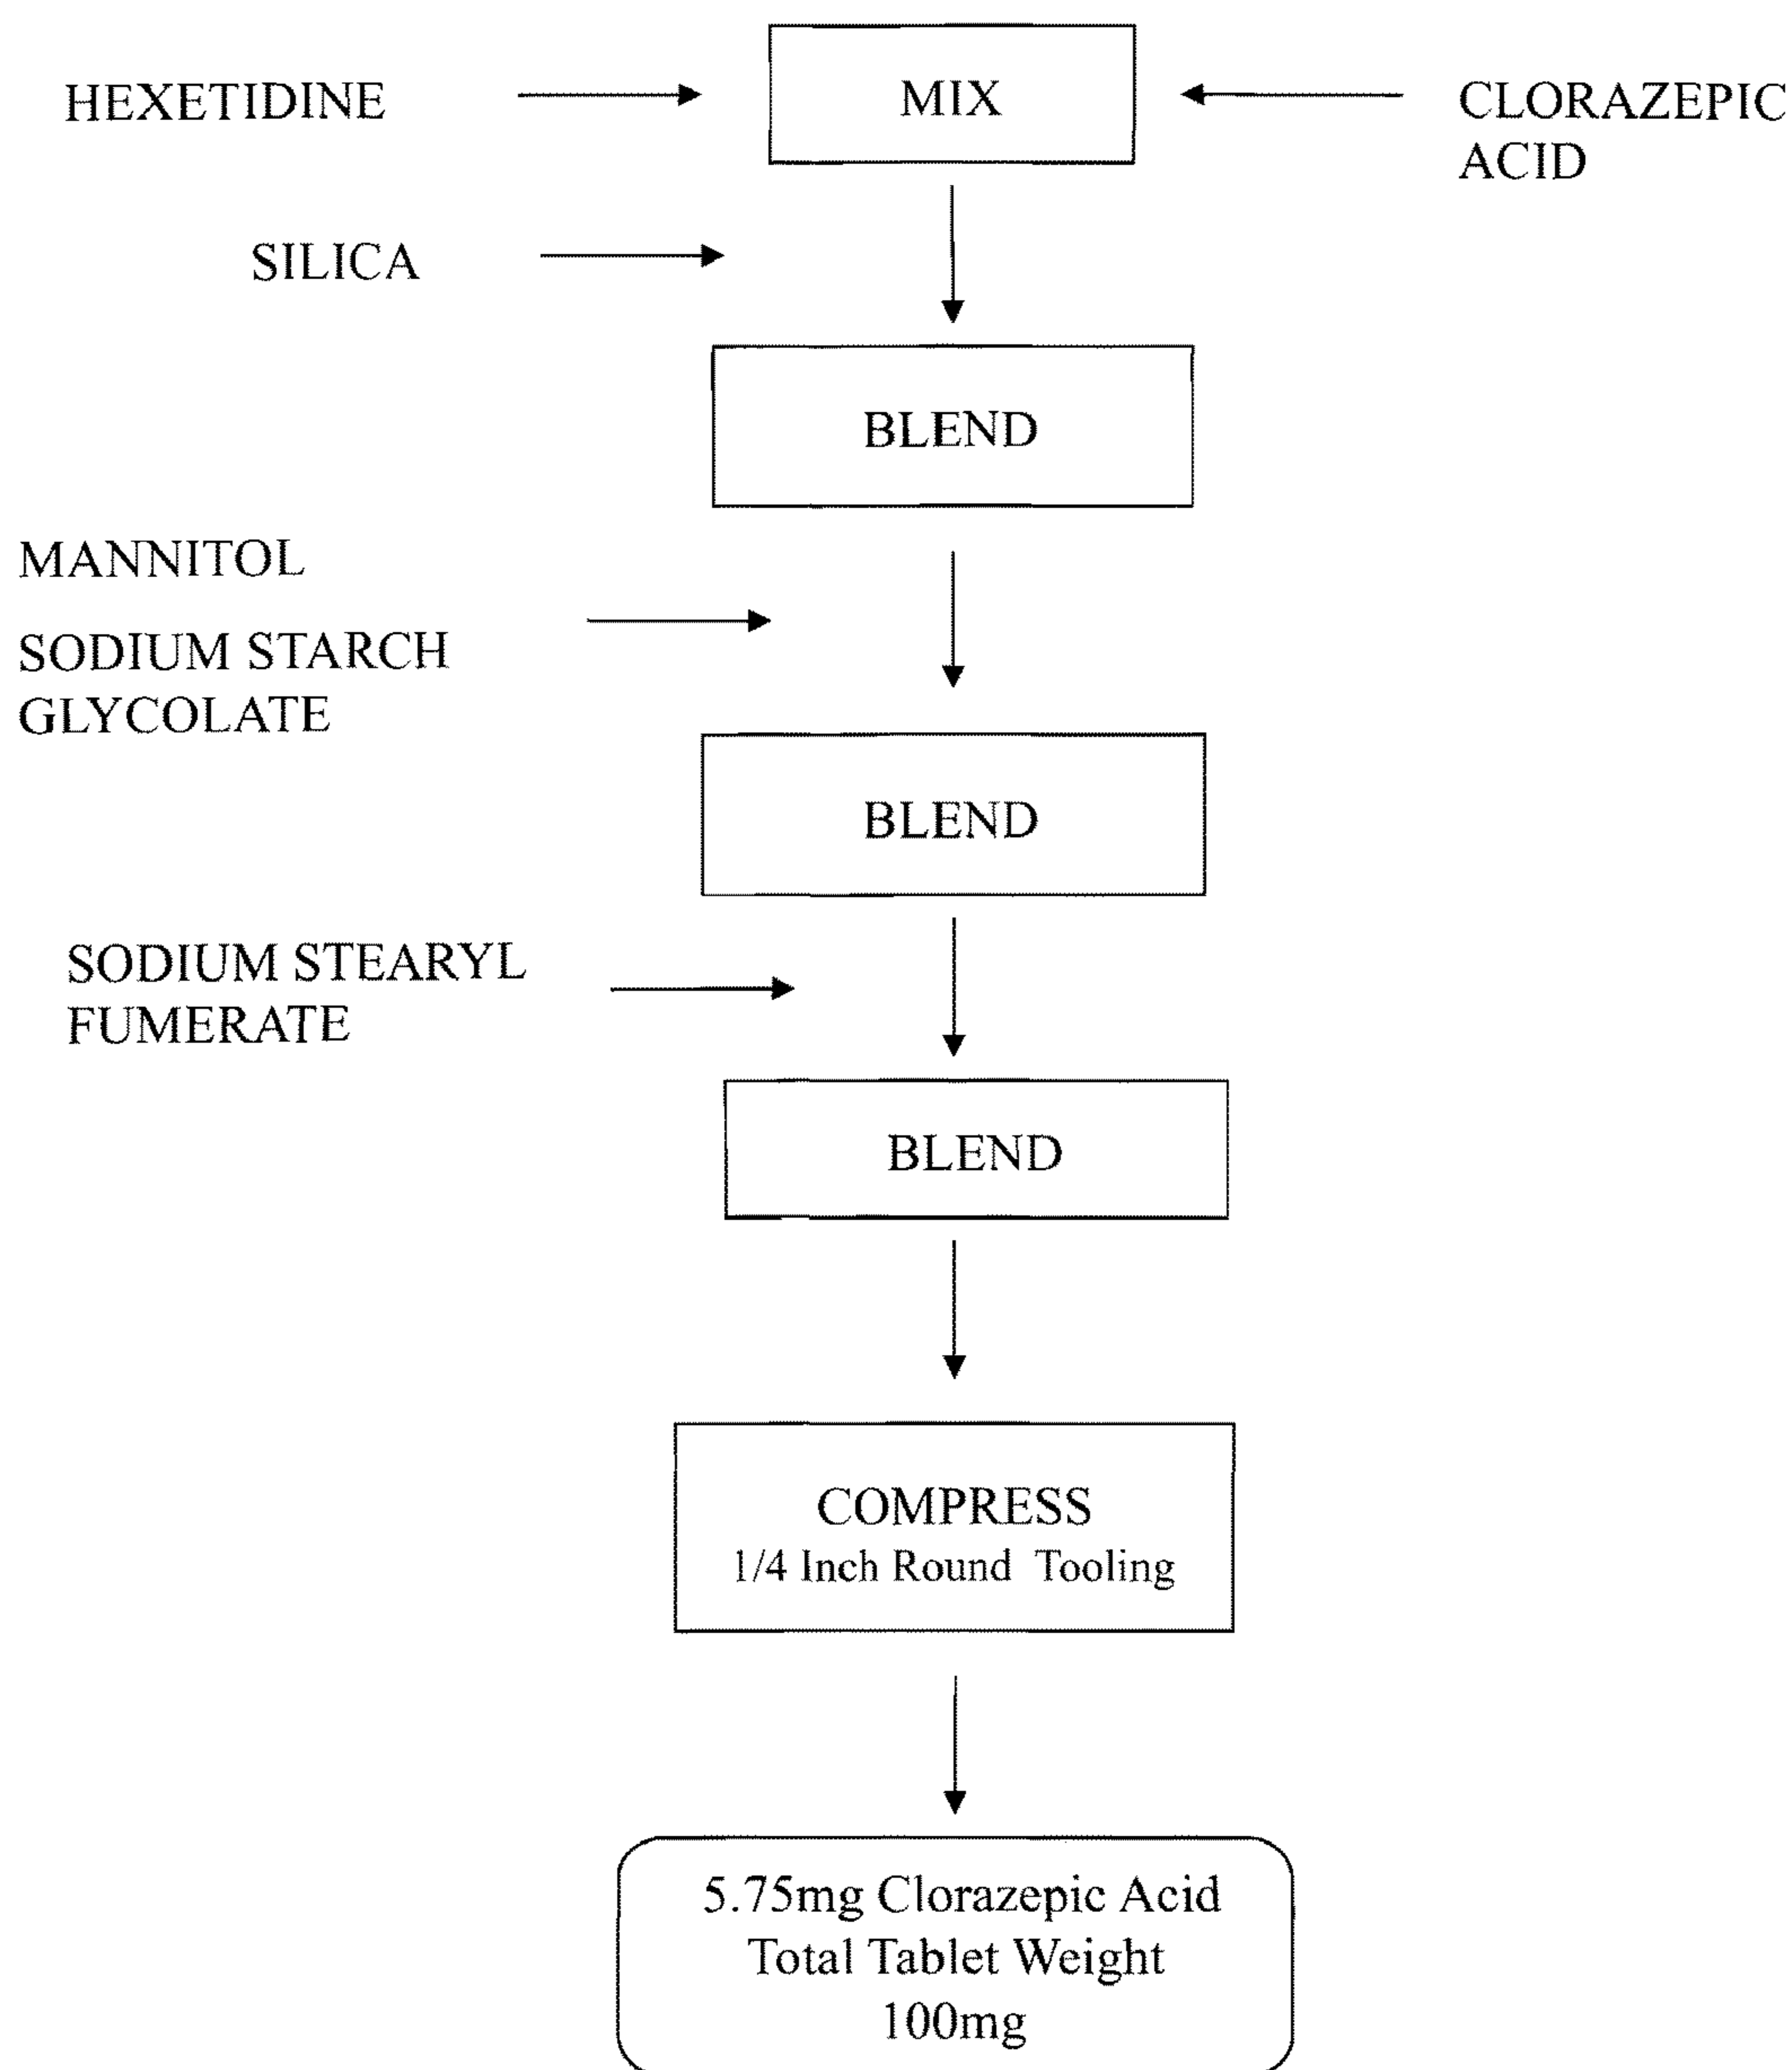 HEXETIDINE
MIX
CLORAZEPIC
ACID
SILICA
BLEND
MANNITOL
SODIUM STARCH
GLYCOLATE
BLEND
SODIUM STEARYL
FUMERATE
BLEND
COMPRESS
1/4 Inch Round Tooling
5.75mg Clorazepic Acid
Total Tablet Weight
100mg